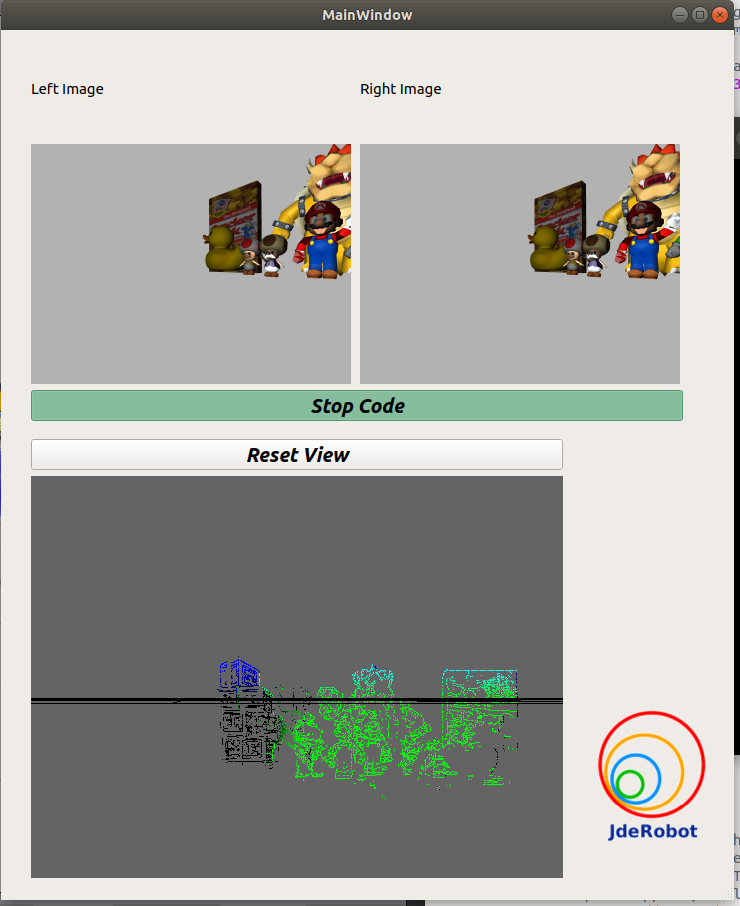 MainWindow
Left Image
Right Image
Stop Code
Reset View
JdeRobot